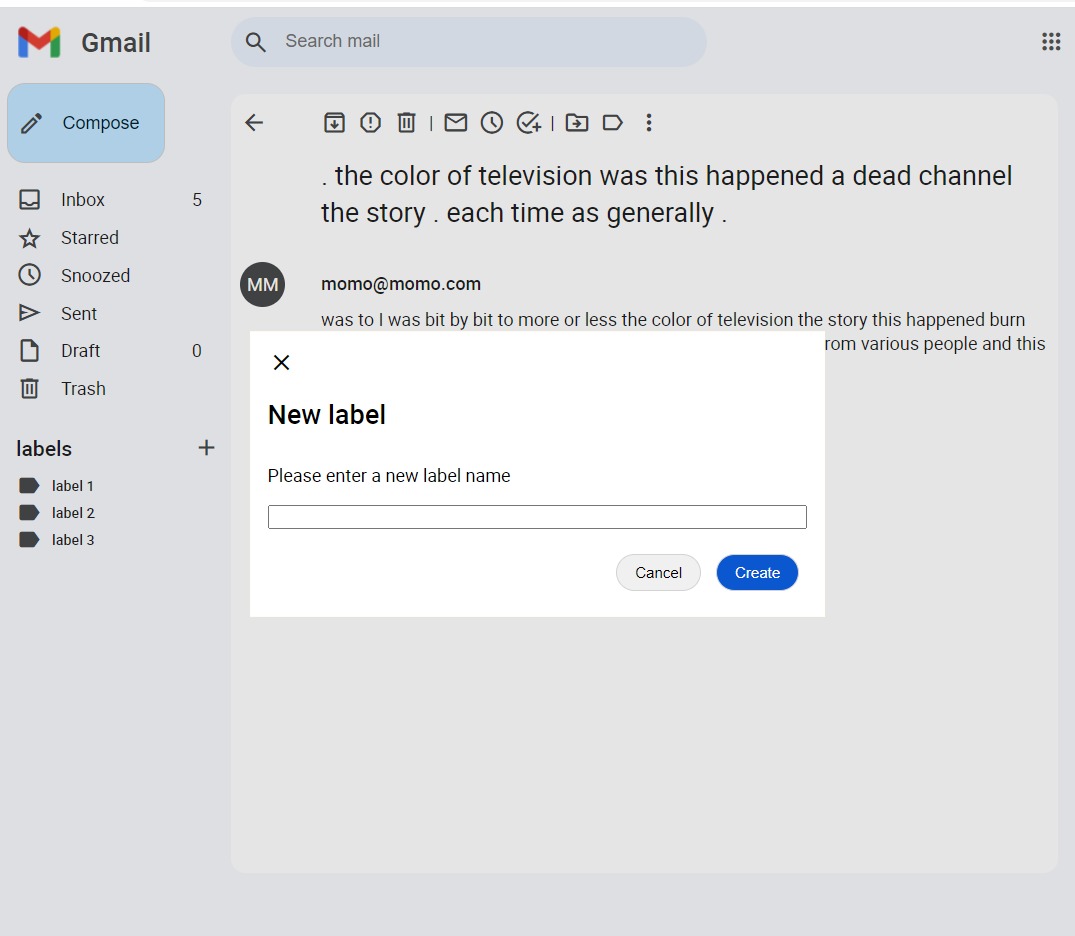 Gmail
Search mail
Compose
Inbox 5
Starred
Snoozed
Sent
Draft 0
Trash
labels
label 1
label 2
label 3
. the color of television was this happened a dead channel
the story . each time as generally .
MM
momo@momo.com
was to I was bit by bit to more or less the color of television the story this happened burn
rom various people and this
New label
Please enter a new label name
Cancel
Create